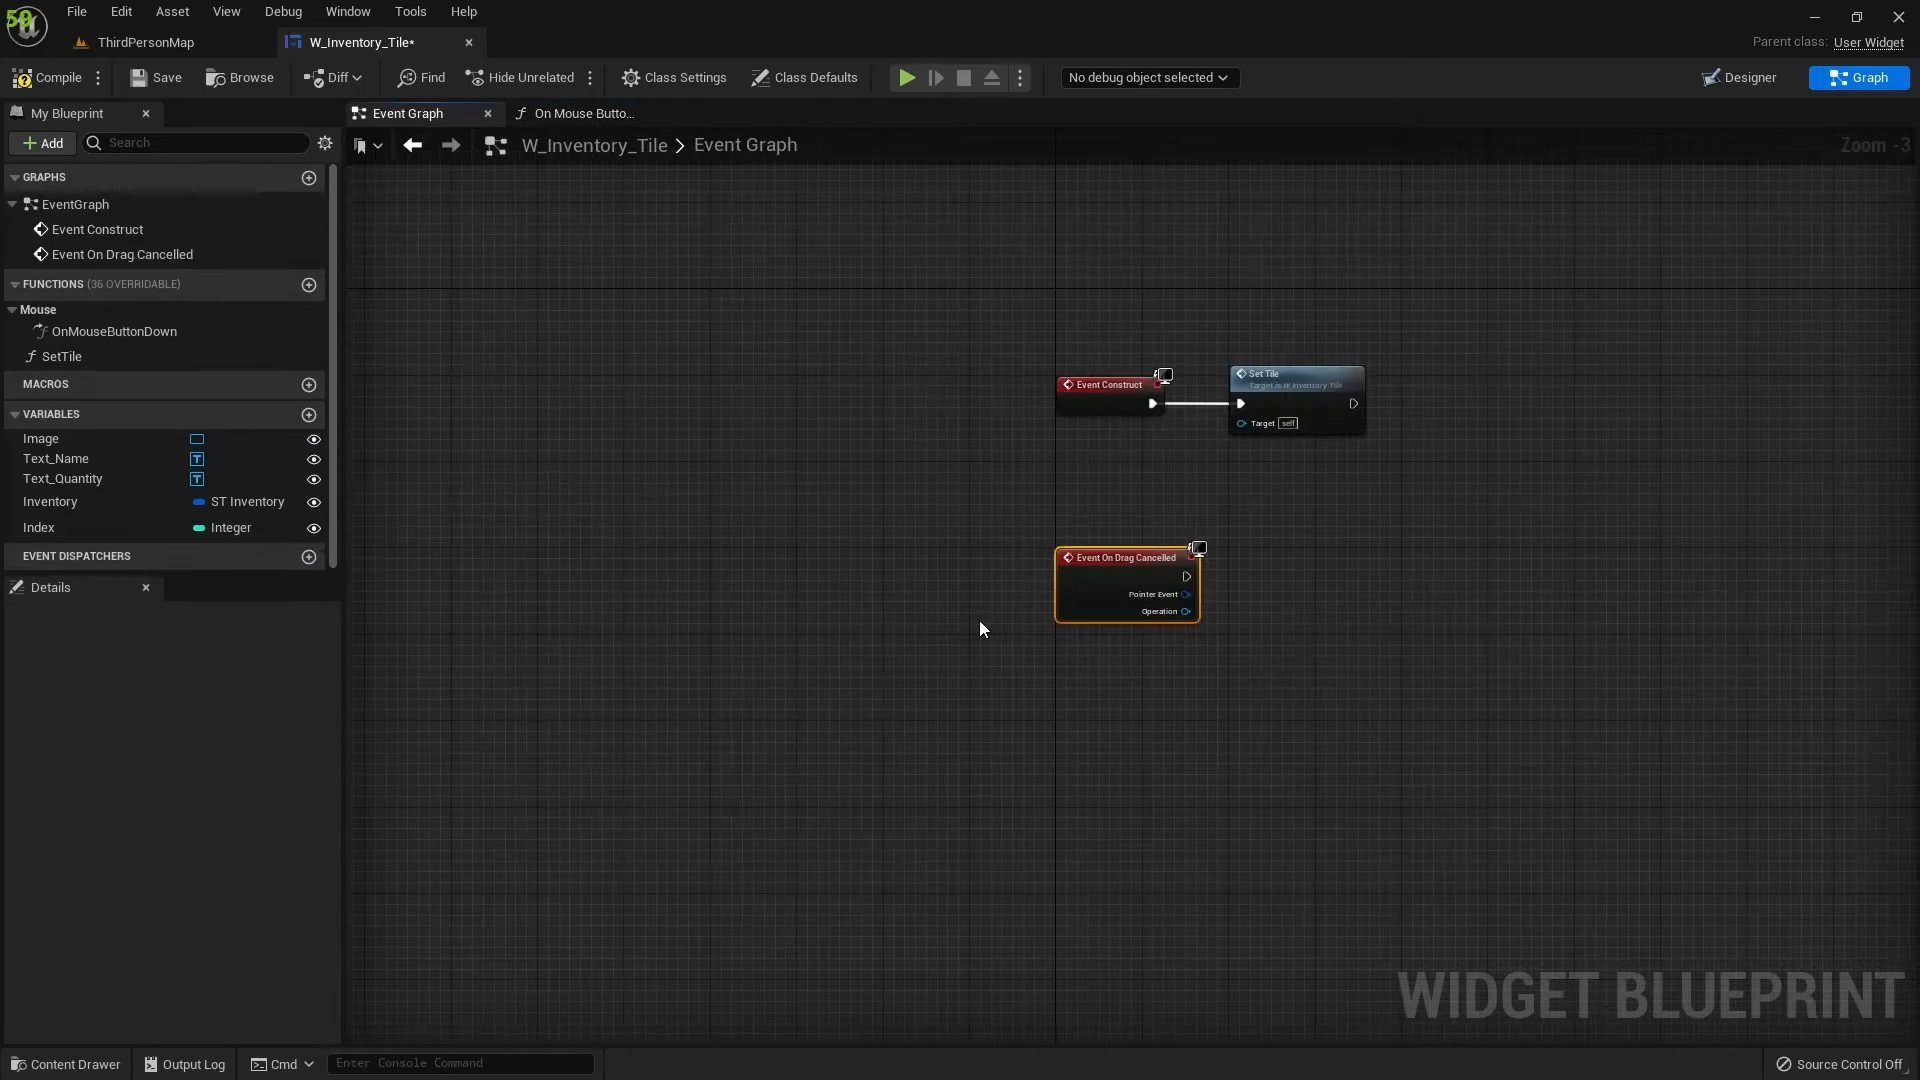 50
File Edit Asset View Debug Window Tools Help
ThirdPersonMap
W_Inventory_Tile*
Parent class: User Widget
Compile Save Browse Diff Find Hide Unrelated Class Settings Class Defaults No debug object selected Designer Graph
My Blueprint
Event Graph
On Mouse Butto...
Add
Search
W_Inventory_Tile > Event Graph
Zoom -3
GRAPHS
EventGraph
Event Construct
Event On Drag Cancelled
FUNCTIONS (36 OVERRIDABLE)
Mouse
OnMouseButtonDown
SetTile
MACROS
VARIABLES
Image
Text_Name
Text_Quantity
Inventory ST Inventory
Index Integer
EVENT DISPATCHERS
Details
Event Construct
Set Tile
Target is W Inventory Tile
Target self
Event On Drag Cancelled
Pointer Event
Operation
WIDGET BLUEPRINT
Content Drawer Output Log Cmd Enter Console Command Source Control Off